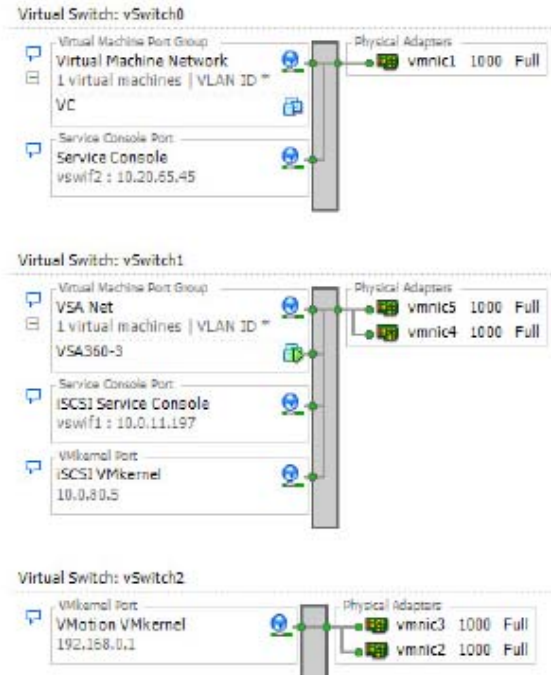 Virtual Switch: vSwitch0
Virtual Machine Port Group
Physical Adapters
Virtual Machine Network
vmnic1 1000 Full
1 virtual machines | VLAN ID *
VC
Service Console Port
Service Console
vswif2 : 10.20.65.45
Virtual Switch: vSwitch1
Virtual Machine Port Group
Physical Adapters
VSA Net
vmnic5 1000 Full
1 virtual machines | VLAN ID *
vmnic4 1000 Full
VSA360-3
Service Console Port
iSCSI Service Console
vswif1 : 10.0.11.197
VMkernel Port
iSCSI VMkernel
10.0.80.5
Virtual Switch: vSwitch2
VMkernel Port
Physical Adapters
VMotion VMkernel
vmnic3 1000 Full
192.168.0.1
vmnic2 1000 Full